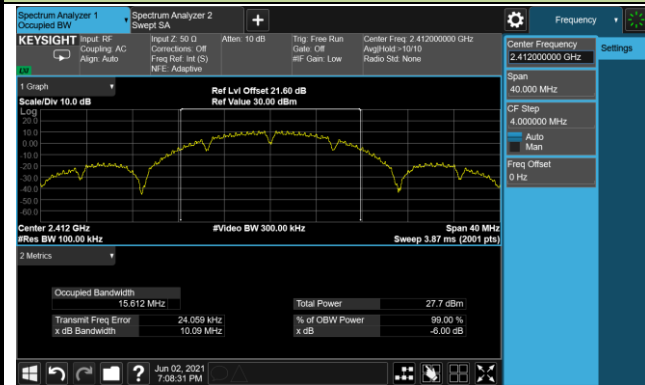 Spectrum Analyzer 1
Occupied BW
Spectrum Analyzer 2
Swept SA
+
Frequency
KEYSIGHT
Input: RF
Coupling: AC
Align: Auto
Input Z: 50 Ω
Corrections: Off
Freq Ref: Int (S)
NFE: Adaptive
Atten: 10 dB
Trig: Free Run
Gate: Off
#IF Gain: Low
Center Freq: 2.412000000 GHz
Avg|Hold:>10/10
Radio Std: None
Center Frequency
2.412000000 GHz
Settings
Span
40.000 MHz
CF Step
4.000000 MHz
Auto
Man
Freq Offset
0 Hz
1 Graph
Scale/Div 10.0 dB
Ref Lvl Offset 21.60 dB
Ref Value 30.00 dBm
Log
20.0
10.0
0.00
-10.0
-20.0
-30.0
-40.0
-50.0
-60.0
Center 2.412 GHz
#Res BW 100.00 kHz
#Video BW 300.00 kHz
Span 40 MHz
Sweep 3.87 ms (2001 pts)
2 Metrics
Occupied Bandwidth
15.612 MHz
Total Power 27.7 dBm
Transmit Freq Error 24.059 kHz
% of OBW Power 99.00 %
x dB Bandwidth 10.09 MHz
x dB -6.00 dB
?
Jun 02, 2021
7:08:31 PM